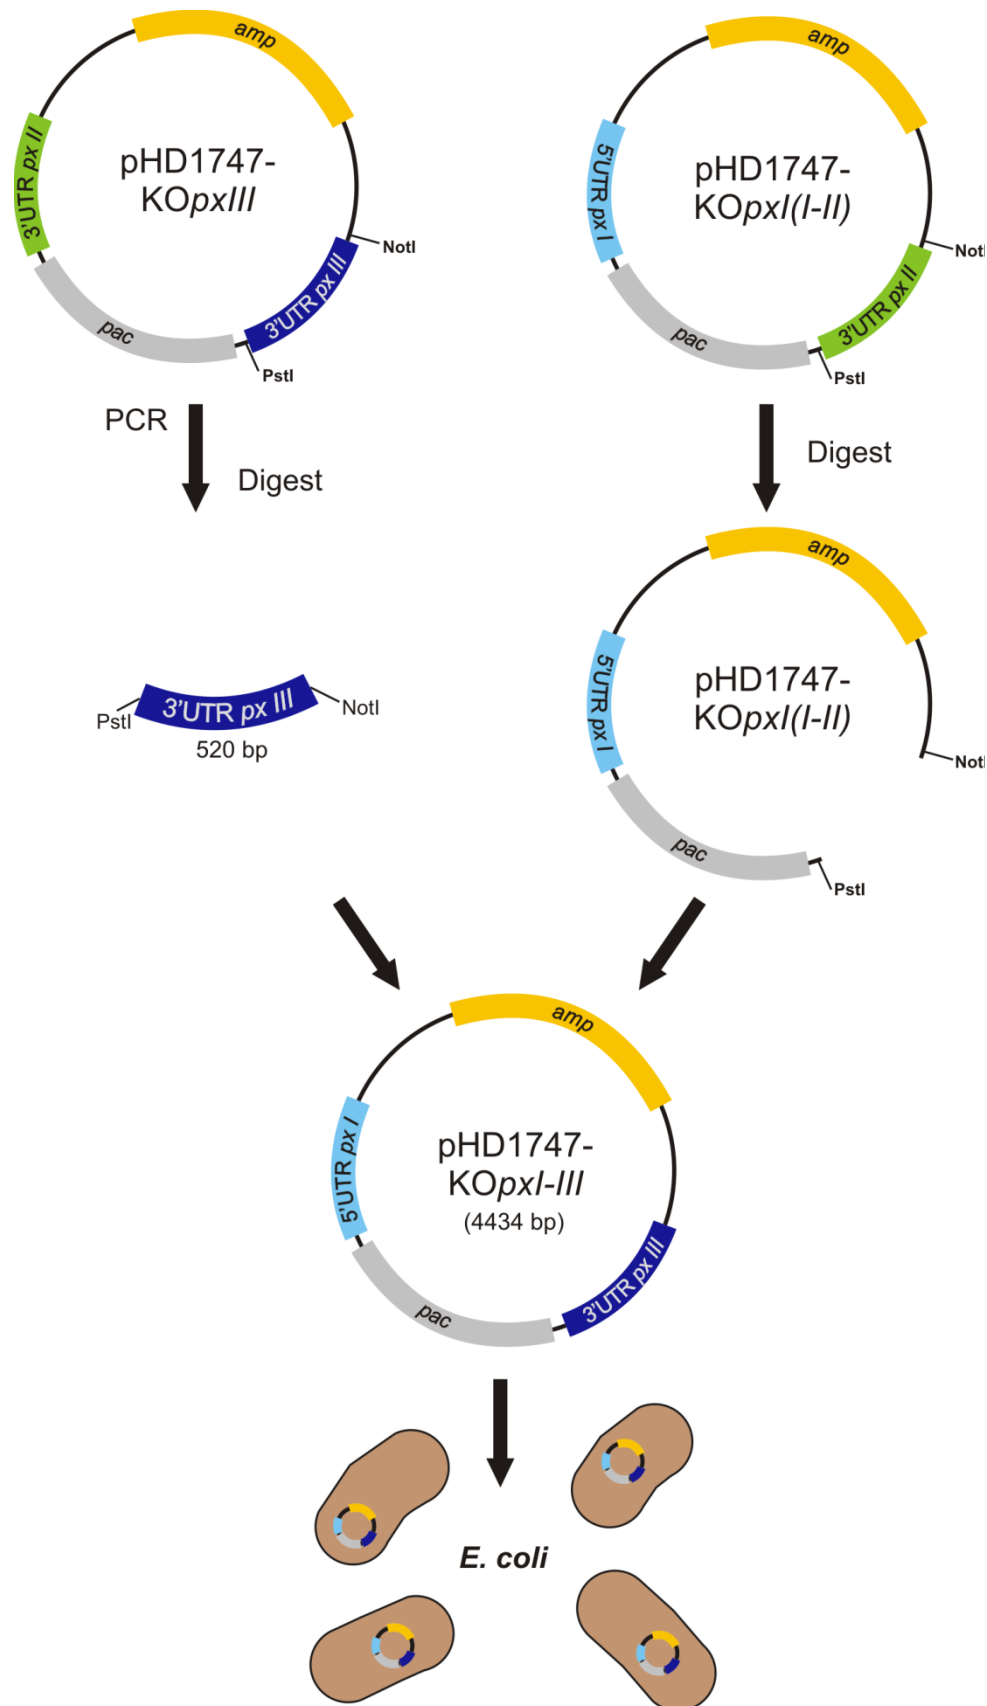 amp
pHD1747-
KOpxIII
3'UTR px II
NotI
3'UTR px III
pac
PstI
amp
pHD1747-
KOpxI(I-II)
5'UTR px I
NotI
3'UTR px II
pac
PstI
PCR
Digest
Digest
PstI
3'UTR px III
NotI
520 bp
amp
pHD1747-
KOpxI(I-II)
5'UTR px I
NotI
pac
PstI
amp
pHD1747-
KOpxI-III
(4434 bp)
5'UTR px I
3'UTR px III
pac
E. coli